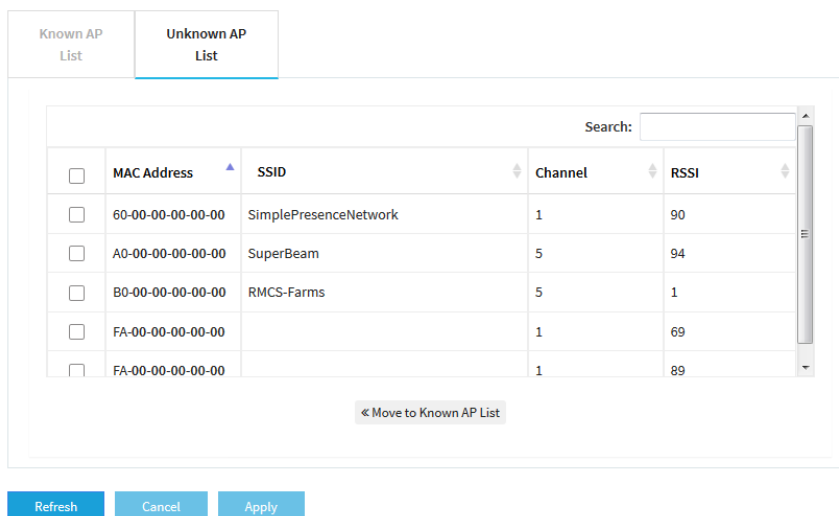 Known AP Unknown AP
List List
Search:
MAC Address SSID Channel RSSI
60-00-00-00-00-00 SimplePresenceNetwork 1 90
A0-00-00-00-00-00 SuperBeam 5 94
B0-00-00-00-00-00 RMCS-Farms 5 1
FA-00-00-00-00-00 1 69
FA-00-00-00-00-00 1 89
« Move to Known AP List
Refresh Cancel Apply